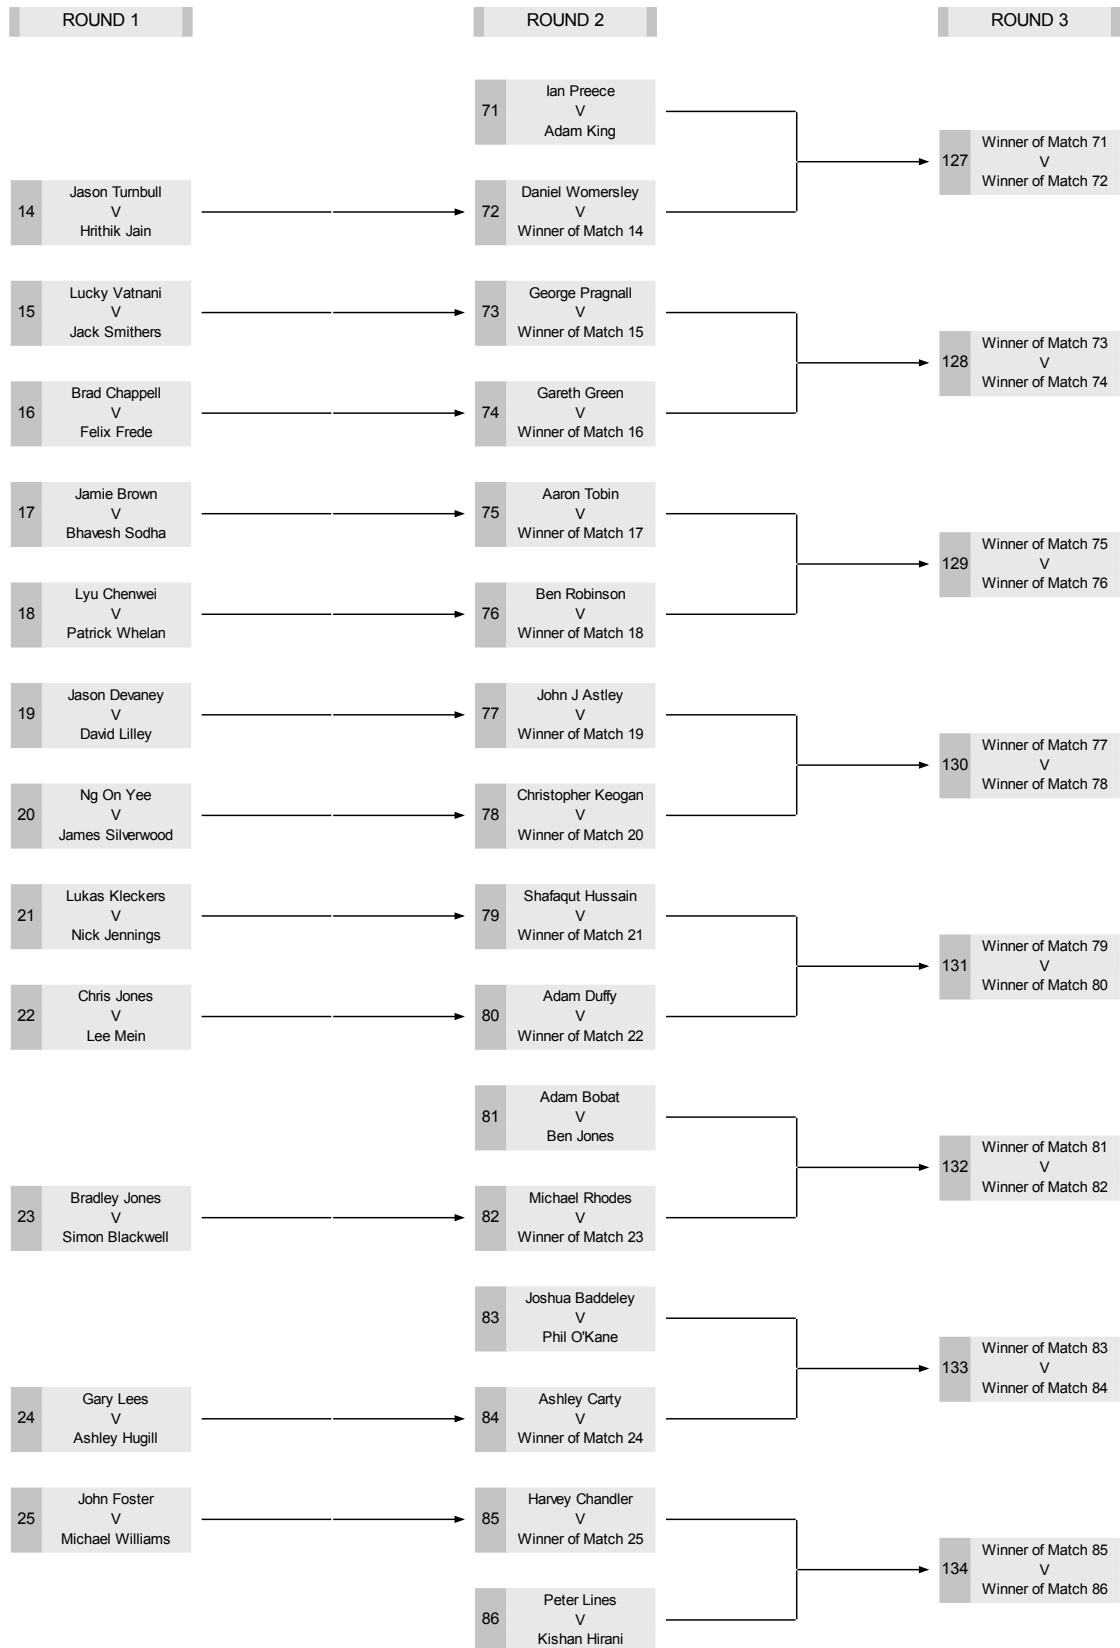 ROUND 1
ROUND 2
ROUND 3
71
Ian Preece
V
Adam King
127
Winner of Match 71
V
Winner of Match 72
14
Jason Turnbull
V
Hrithik Jain
72
Daniel Womersley
V
Winner of Match 14
15
Lucky Vatnani
V
Jack Smithers
73
George Pragnall
V
Winner of Match 15
128
Winner of Match 73
V
Winner of Match 74
16
Brad Chappell
V
Felix Frede
74
Gareth Green
V
Winner of Match 16
17
Jamie Brown
V
Bhavesh Sodha
75
Aaron Tobin
V
Winner of Match 17
129
Winner of Match 75
V
Winner of Match 76
18
Lyu Chenwei
V
Patrick Whelan
76
Ben Robinson
V
Winner of Match 18
19
Jason Devaney
V
David Lilley
77
John J Astley
V
Winner of Match 19
130
Winner of Match 77
V
Winner of Match 78
20
Ng On Yee
V
James Silverwood
78
Christopher Keogan
V
Winner of Match 20
21
Lukas Kleckers
V
Nick Jennings
79
Shafaqut Hussain
V
Winner of Match 21
131
Winner of Match 79
V
Winner of Match 80
22
Chris Jones
V
Lee Mein
80
Adam Duffy
V
Winner of Match 22
81
Adam Bobat
V
Ben Jones
132
Winner of Match 81
V
Winner of Match 82
23
Bradley Jones
V
Simon Blackwell
82
Michael Rhodes
V
Winner of Match 23
83
Joshua Baddeley
V
Phil O'Kane
133
Winner of Match 83
V
Winner of Match 84
24
Gary Lees
V
Ashley Hugill
84
Ashley Carty
V
Winner of Match 24
25
John Foster
V
Michael Williams
85
Harvey Chandler
V
Winner of Match 25
134
Winner of Match 85
V
Winner of Match 86
86
Peter Lines
V
Kishan Hirani